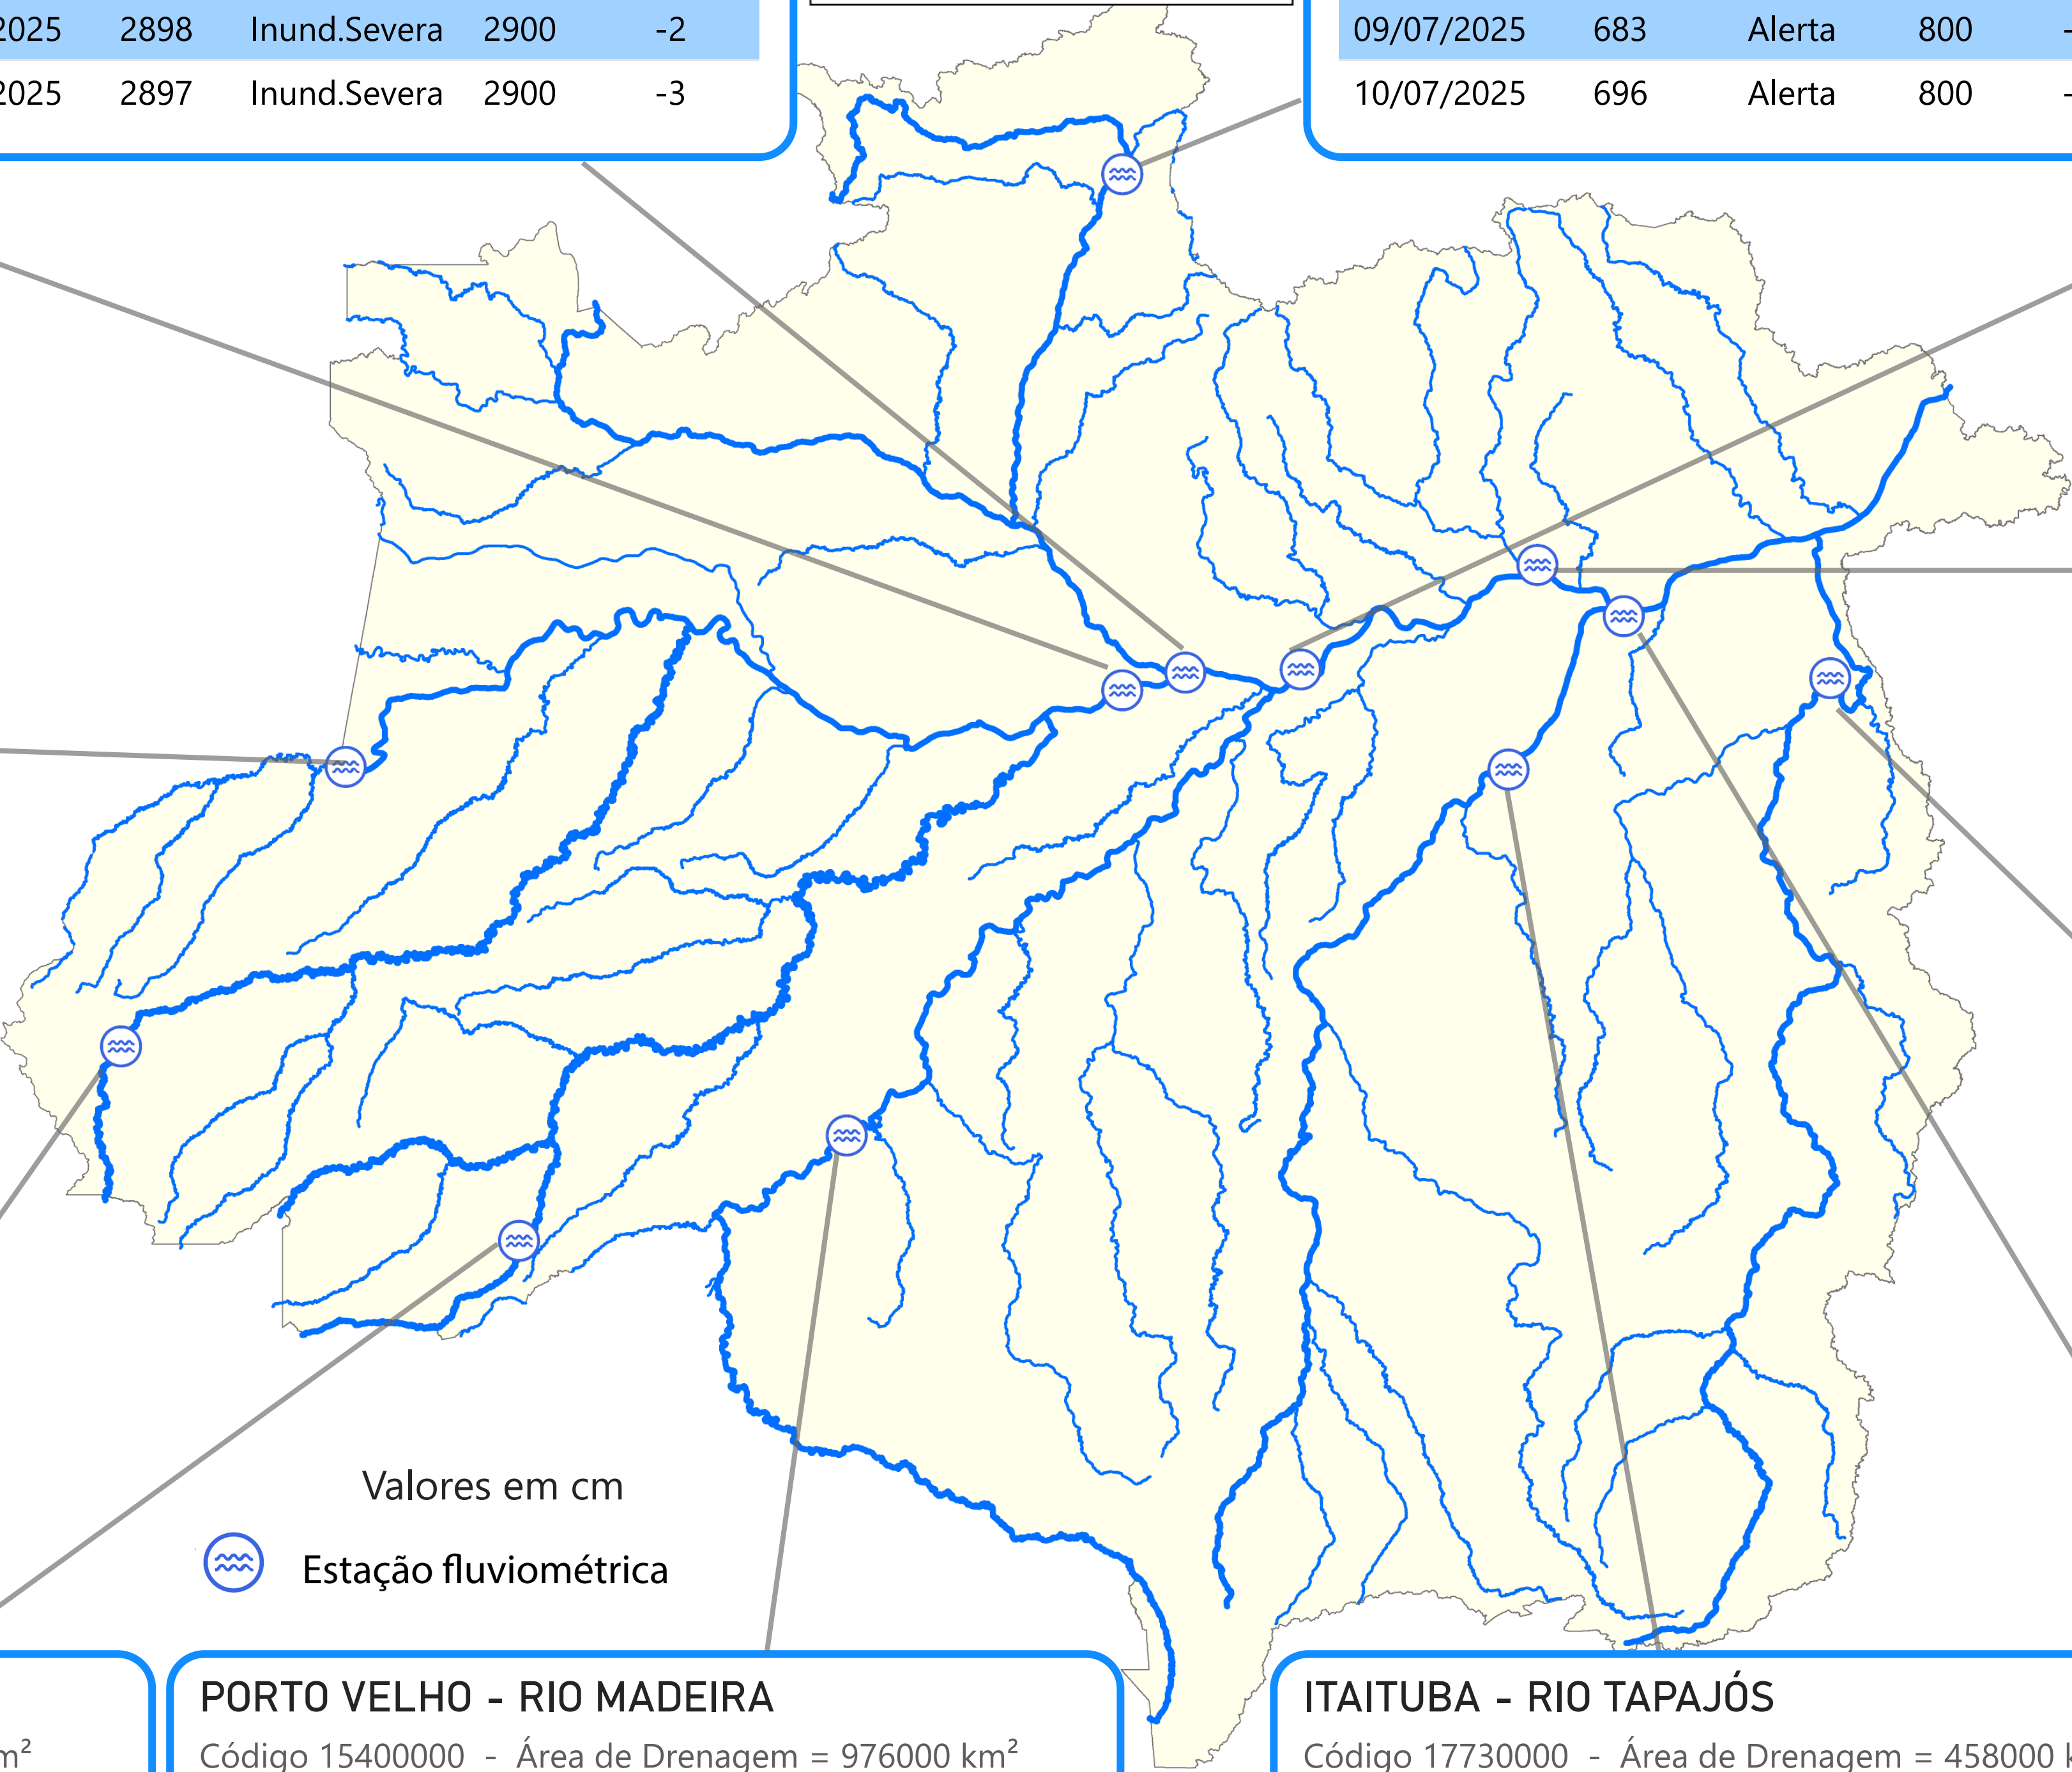 2025 2898 Inund.Severa 2900 -2
2025 2897 Inund.Severa 2900 -3
09/07/2025 683 Alerta 800 -
10/07/2025 696 Alerta 800 -
Valores em cm
Estação fluviométrica
m²
PORTO VELHO - RIO MADEIRA
Código 15400000 - Área de Drenagem = 976000 km²
ITAITUBA - RIO TAPAJÓS
Código 17730000 - Área de Drenagem = 458000 k